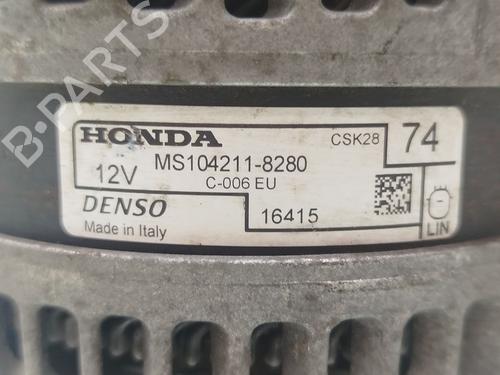 B-PARTS
HONDA
CSK28
74
12V
MS104211-8280
C-006 EU
DENSO
16415
Made in Italy
LIN